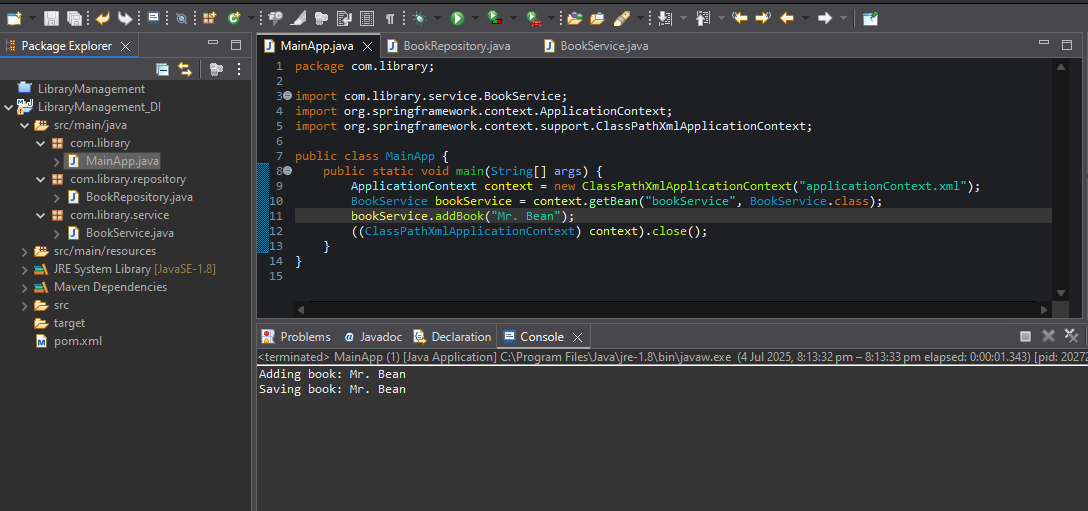 Package Explorer
LibraryManagement
LibraryManagement_DI
src/main/java
com.library
MainApp.java
com.library.repository
BookRepository.java
com.library.service
BookService.java
src/main/resources
JRE System Library [JavaSE-1.8]
Maven Dependencies
src
target
pom.xml
MainApp.java BookRepository.java BookService.java
1 package com.library;
2
3 import com.library.service.BookService;
4 import org.springframework.context.ApplicationContext;
5 import org.springframework.context.support.ClassPathXmlApplicationContext;
6
7 public class MainApp {
8 public static void main(String[] args) {
9 ApplicationContext context = new ClassPathXmlApplicationContext("applicationContext.xml");
10 BookService bookService = context.getBean("bookService", BookService.class);
11 bookService.addBook("Mr. Bean");
12 ((ClassPathXmlApplicationContext) context).close();
13 }
14 }
15
Problems Javadoc Declaration Console
<terminated> MainApp (1) [Java Application] C:\Program Files\Java\jre-1.8\bin\javaw.exe (4 Jul 2025, 8:13:32 pm – 8:13:33 pm elapsed: 0:00:01.343) [pid: 2027
Adding book: Mr. Bean
Saving book: Mr. Bean